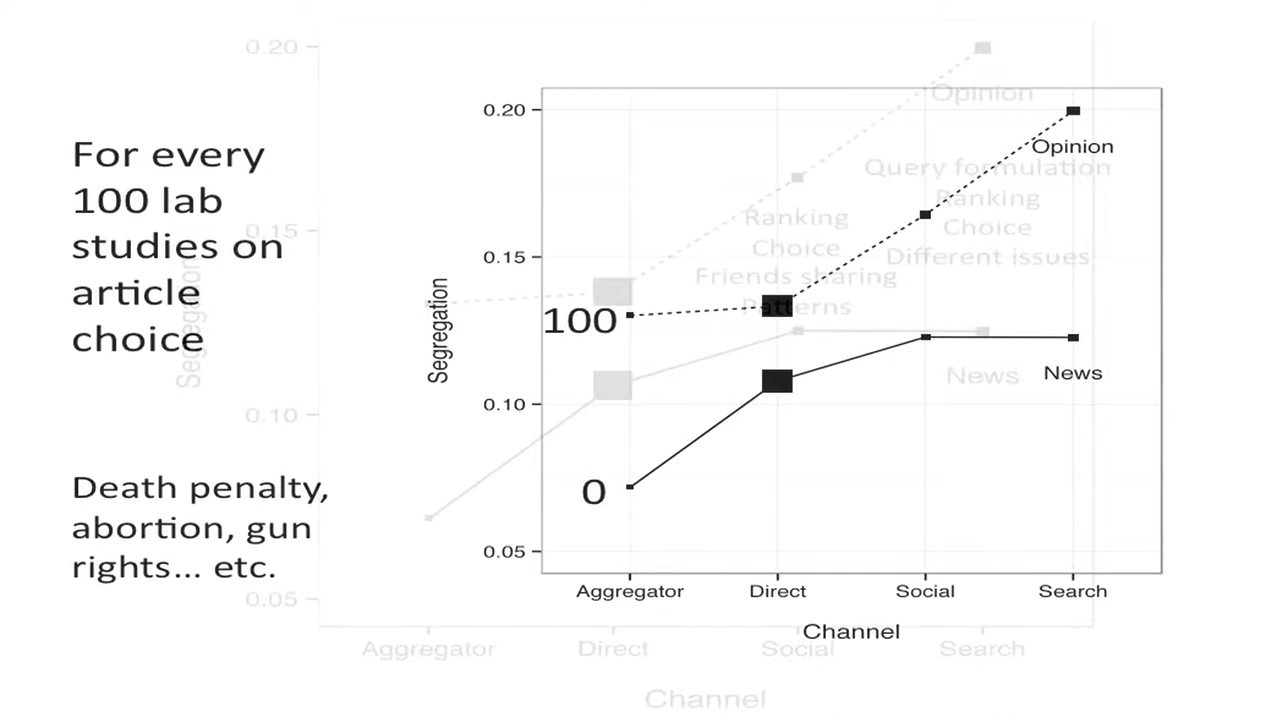 For every
100 lab
studies on
article
choice
Death penalty,
abortion, gun
rights... etc.
0.20
0.15
0.10
0.05
Segregation
100
0
Opinion
News
Aggregator
Direct
Social
Search
Channel
0.20
0.15
0.10
0.05
Segregation
Opinion
Query formulation
Ranking
Choice
Different issues
Ranking
Choice
Friends sharing
Patterns
News
Aggregator
Direct
Social
Search
Channel